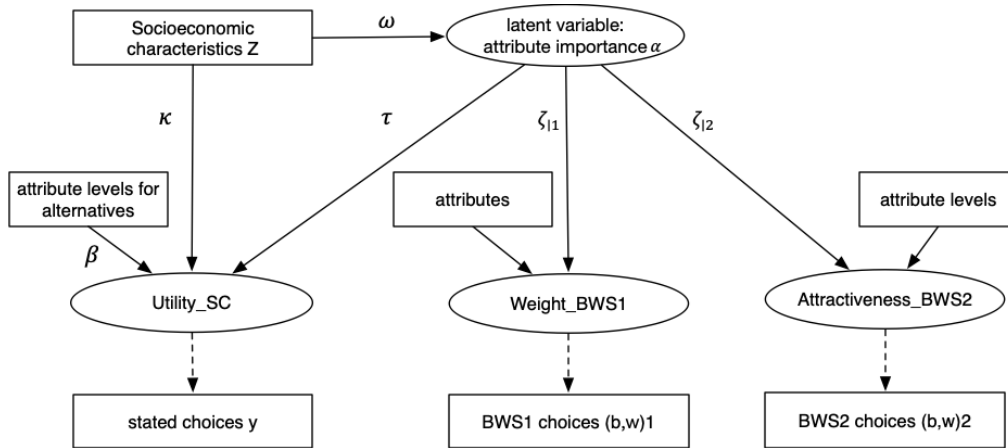 Socioeconomic
characteristics Z
ω
latent variable:
attribute importance α
κ
τ
ζ|1
ζ|2
attribute levels for
alternatives
attributes
attribute levels
β
Utility_SC
Weight_BWS1
Attractiveness_BWS2
stated choices y
BWS1 choices (b,w)1
BWS2 choices (b,w)2